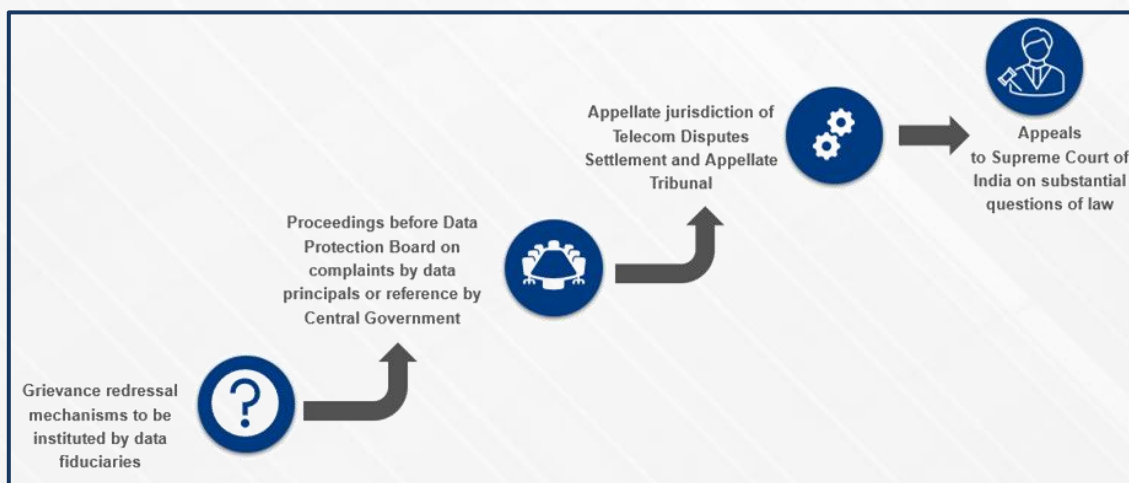 Grievance redressal
mechanisms to be
instituted by data
fiduciaries
Proceedings before Data
Protection Board on
complaints by data
principals or reference by
Central Government
Appellate jurisdiction of
Telecom Disputes
Settlement and Appellate
Tribunal
Appeals
to Supreme Court of
India on substantial
questions of law